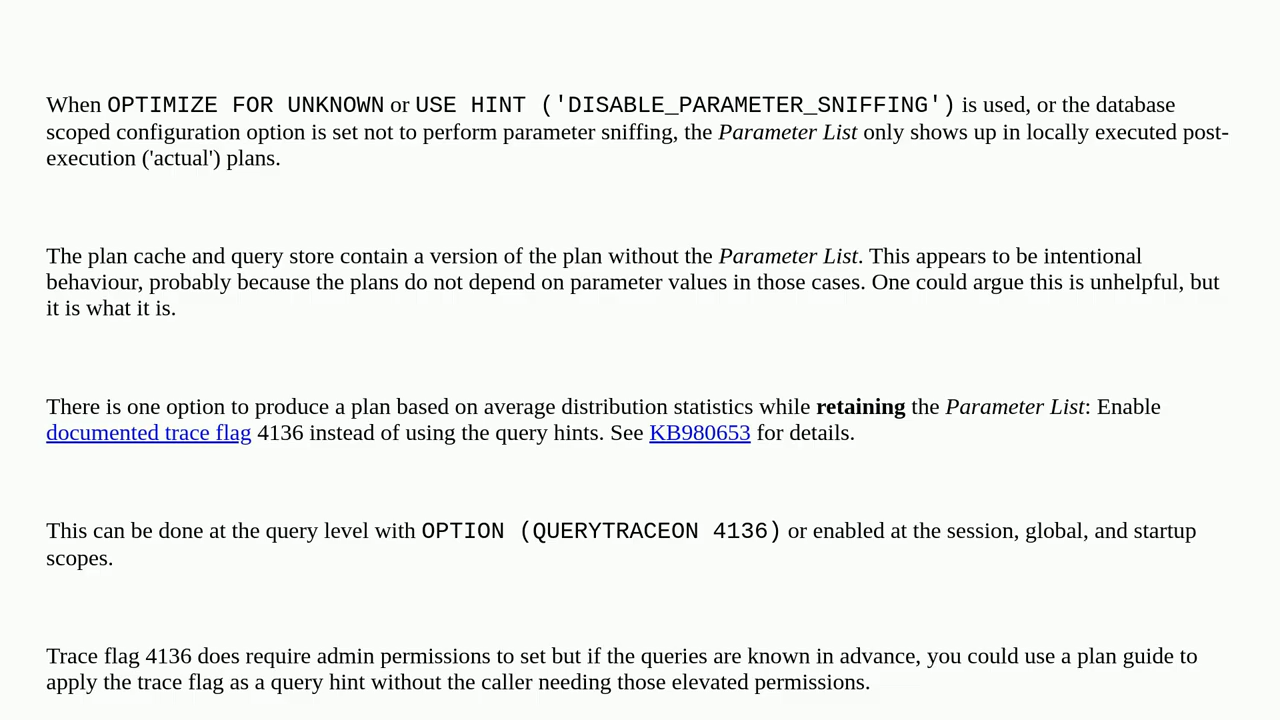 When OPTIMIZE FOR UNKNOWN or USE HINT ('DISABLE_PARAMETER_SNIFFING') is used, or the database
scoped configuration option is set not to perform parameter sniffing, the Parameter List only shows up in locally executed post-
execution ('actual') plans.
The plan cache and query store contain a version of the plan without the Parameter List. This appears to be intentional
behaviour, probably because the plans do not depend on parameter values in those cases. One could argue this is unhelpful, but
it is what it is.
There is one option to produce a plan based on average distribution statistics while retaining the Parameter List: Enable
documented trace flag 4136 instead of using the query hints. See KB980653 for details.
This can be done at the query level with OPTION (QUERYTRACEON 4136) or enabled at the session, global, and startup
scopes.
Trace flag 4136 does require admin permissions to set but if the queries are known in advance, you could use a plan guide to
apply the trace flag as a query hint without the caller needing those elevated permissions.